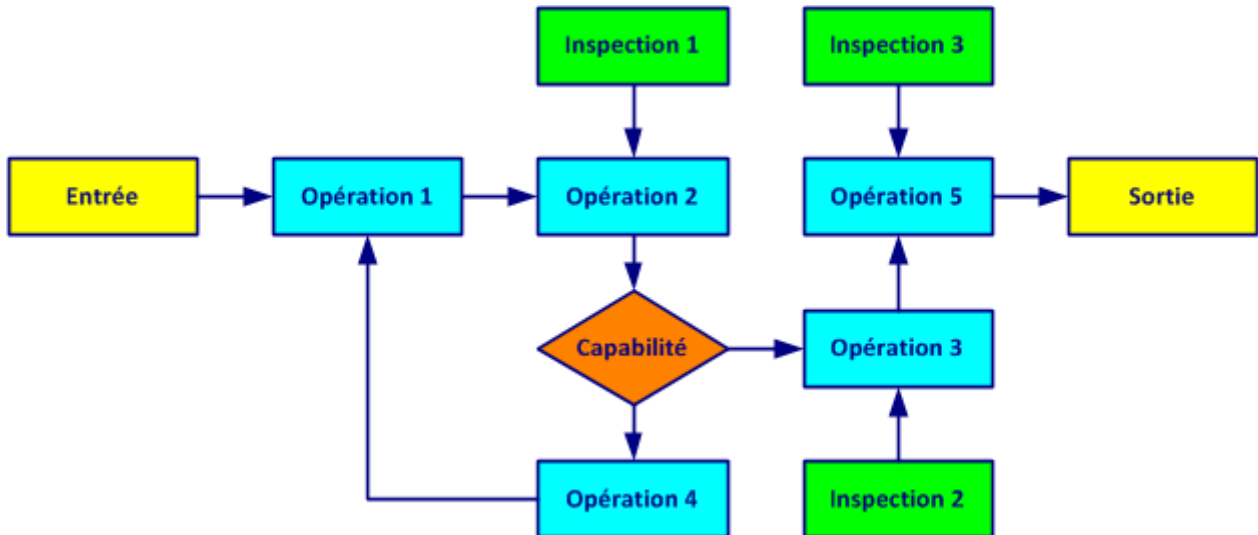 Inspection 1
Inspection 3
Entrée
Opération 1
Opération 2
Opération 5
Sortie
Capabilité
Opération 3
Opération 4
Inspection 2